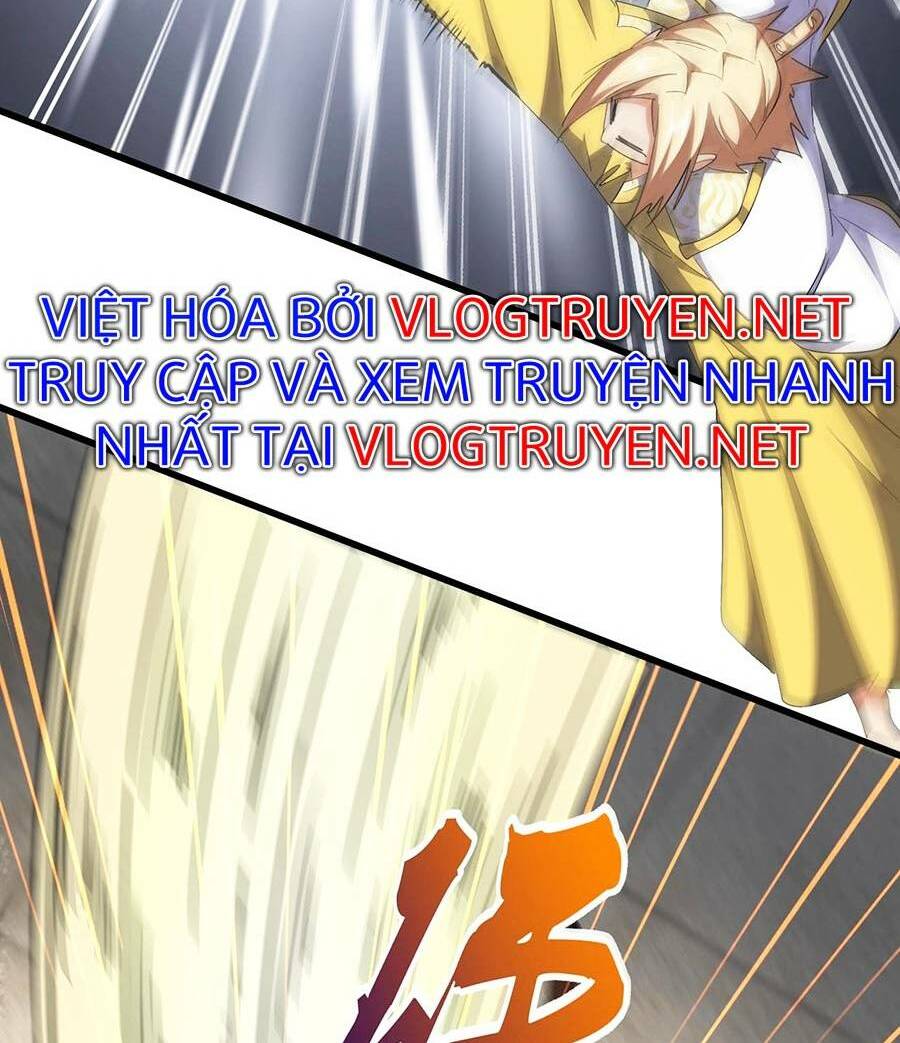 VIỆT HÓA BỞI VLOGTRUYEN.NET
TRUY CẬP VÀ XEM TRUYỆN NHANH
NHẤT TẠI VLOGTRUYEN.NET